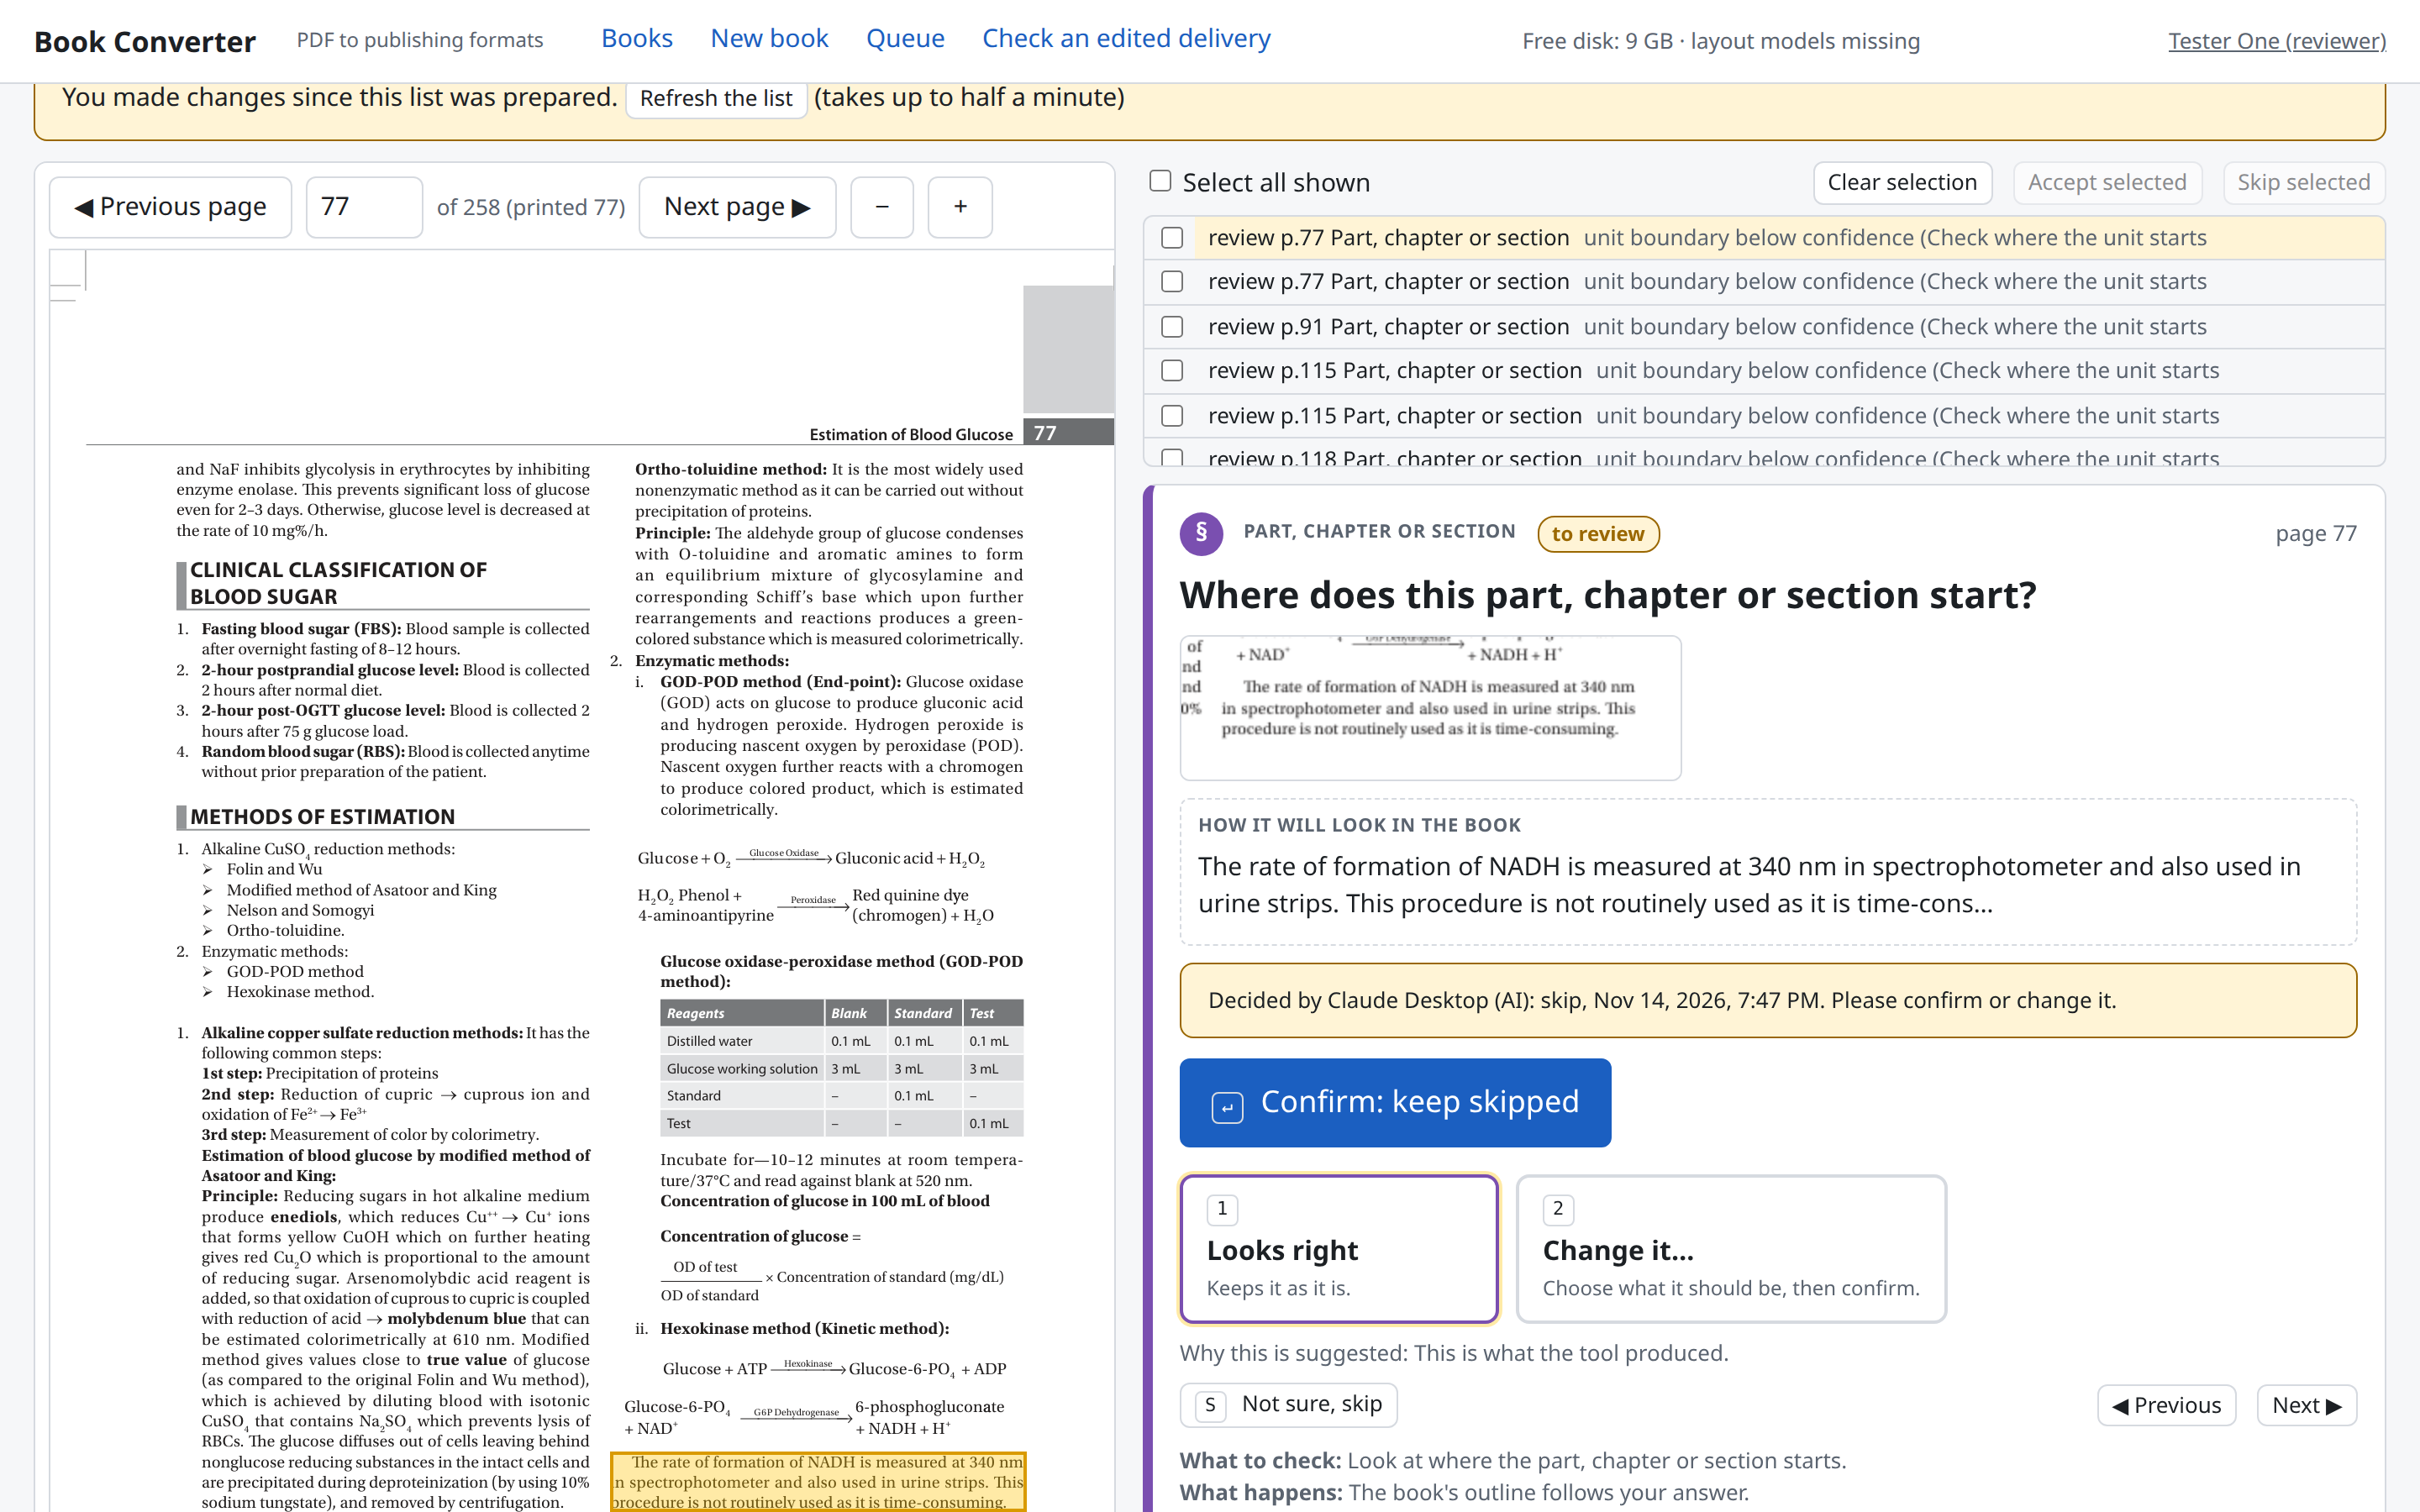 Book Converter
PDF to publishing formats
Books
New book
Queue
Check an edited delivery
Free disk: 9 GB · layout models missing
Tester One (reviewer)
You made changes since this list was prepared. Refresh the list (takes up to half a minute)
◀ Previous page
77
of 258 (printed 77)
Next page ▶
−
+
Estimation of Blood Glucose 77
and NaF inhibits glycolysis in erythrocytes by inhibiting
enzyme enolase. This prevents significant loss of glucose
even for 2–3 days. Otherwise, glucose level is decreased at
the rate of 10 mg%/h.
CLINICAL CLASSIFICATION OF
BLOOD SUGAR
1. Fasting blood sugar (FBS): Blood sample is collected
after overnight fasting of 8–12 hours.
2. 2-hour postprandial glucose level: Blood is collected
2 hours after normal diet.
3. 2-hour post-OGTT glucose level: Blood is collected 2
hours after 75 g glucose load.
4. Random blood sugar (RBS): Blood is collected anytime
without prior preparation of the patient.
METHODS OF ESTIMATION
1. Alkaline CuSO₄ reduction methods:
➢ Folin and Wu
➢ Modified method of Asatoor and King
➢ Nelson and Somogyi
➢ Ortho-toluidine.
2. Enzymatic methods:
➢ GOD-POD method
➢ Hexokinase method.
1. Alkaline copper sulfate reduction methods: It has the
following common steps:
1st step: Precipitation of proteins
2nd step: Reduction of cupric → cuprous ion and
oxidation of Fe²⁺ → Fe³⁺
3rd step: Measurement of color by colorimetry.
Estimation of blood glucose by modified method of
Asatoor and King:
Principle: Reducing sugars in hot alkaline medium
produce enediols, which reduces Cu⁺⁺ → Cu⁺ ions
that forms yellow CuOH which on further heating
gives red Cu₂O which is proportional to the amount
of reducing sugar. Arsenomolybdic acid reagent is
added, so that oxidation of cuprous to cupric is coupled
with reduction of acid → molybdenum blue that can
be estimated colorimetrically at 610 nm. Modified
method gives values close to true value of glucose
(as compared to the original Folin and Wu method),
which is achieved by diluting blood with isotonic
CuSO₄ that contains Na₂SO₄ which prevents lysis of
RBCs. The glucose diffuses out of cells leaving behind
nonglucose reducing substances in the intact cells and
are precipitated during deproteinization (by using 10%
sodium tungstate), and removed by centrifugation.
Ortho-toluidine method: It is the most widely used
nonenzymatic method as it can be carried out without
precipitation of proteins.
Principle: The aldehyde group of glucose condenses
with O-toluidine and aromatic amines to form
an equilibrium mixture of glycosylamine and
corresponding Schiff's base which upon further
rearrangements and reactions produces a green-
colored substance which is measured colorimetrically.
2. Enzymatic methods:
i. GOD-POD method (End-point): Glucose oxidase
(GOD) acts on glucose to produce gluconic acid
and hydrogen peroxide. Hydrogen peroxide is
producing nascent oxygen by peroxidase (POD).
Nascent oxygen further reacts with a chromogen
to produce colored product, which is estimated
colorimetrically.
Glucose + O₂ Glucose Oxidase → Gluconic acid + H₂O₂
H₂O₂ Phenol + Peroxidase → Red quinine dye
4-aminoantipyrine (chromogen) + H₂O
Glucose oxidase-peroxidase method (GOD-POD
method):
Reagents Blank Standard Test
Distilled water 0.1 mL 0.1 mL 0.1 mL
Glucose working solution 3 mL 3 mL 3 mL
Standard – 0.1 mL –
Test – – 0.1 mL
Incubate for—10–12 minutes at room tempera-
ture/37°C and read against blank at 520 nm.
Concentration of glucose in 100 mL of blood
Concentration of glucose =
OD of test
× Concentration of standard (mg/dL)
OD of standard
ii. Hexokinase method (Kinetic method):
Glucose + ATP Hexokinase → Glucose-6-PO₄ + ADP
Glucose-6-PO₄ G6P Dehydrogenase → 6-phosphogluconate
+ NAD⁺ + NADH + H⁺
The rate of formation of NADH is measured at 340 nm
in spectrophotometer and also used in urine strips. This
procedure is not routinely used as it is time-consuming.
Select all shown
Clear selection
Accept selected
Skip selected
review p.77 Part, chapter or section unit boundary below confidence (Check where the unit starts
review p.77 Part, chapter or section unit boundary below confidence (Check where the unit starts
review p.91 Part, chapter or section unit boundary below confidence (Check where the unit starts
review p.115 Part, chapter or section unit boundary below confidence (Check where the unit starts
review p.115 Part, chapter or section unit boundary below confidence (Check where the unit starts
review p.118 Part, chapter or section unit boundary below confidence (Check where the unit starts
§ PART, CHAPTER OR SECTION to review page 77
Where does this part, chapter or section start?
of + NAD⁺ → + NADH + H⁺
nd
nd The rate of formation of NADH is measured at 340 nm
0% in spectrophotometer and also used in urine strips. This
procedure is not routinely used as it is time-consuming.
HOW IT WILL LOOK IN THE BOOK
The rate of formation of NADH is measured at 340 nm in spectrophotometer and also used in
urine strips. This procedure is not routinely used as it is time-cons...
Decided by Claude Desktop (AI): skip, Nov 14, 2026, 7:47 PM. Please confirm or change it.
↵ Confirm: keep skipped
1
Looks right
Keeps it as it is.
2
Change it...
Choose what it should be, then confirm.
Why this is suggested: This is what the tool produced.
S Not sure, skip
◀ Previous
Next ▶
What to check: Look at where the part, chapter or section starts.
What happens: The book's outline follows your answer.